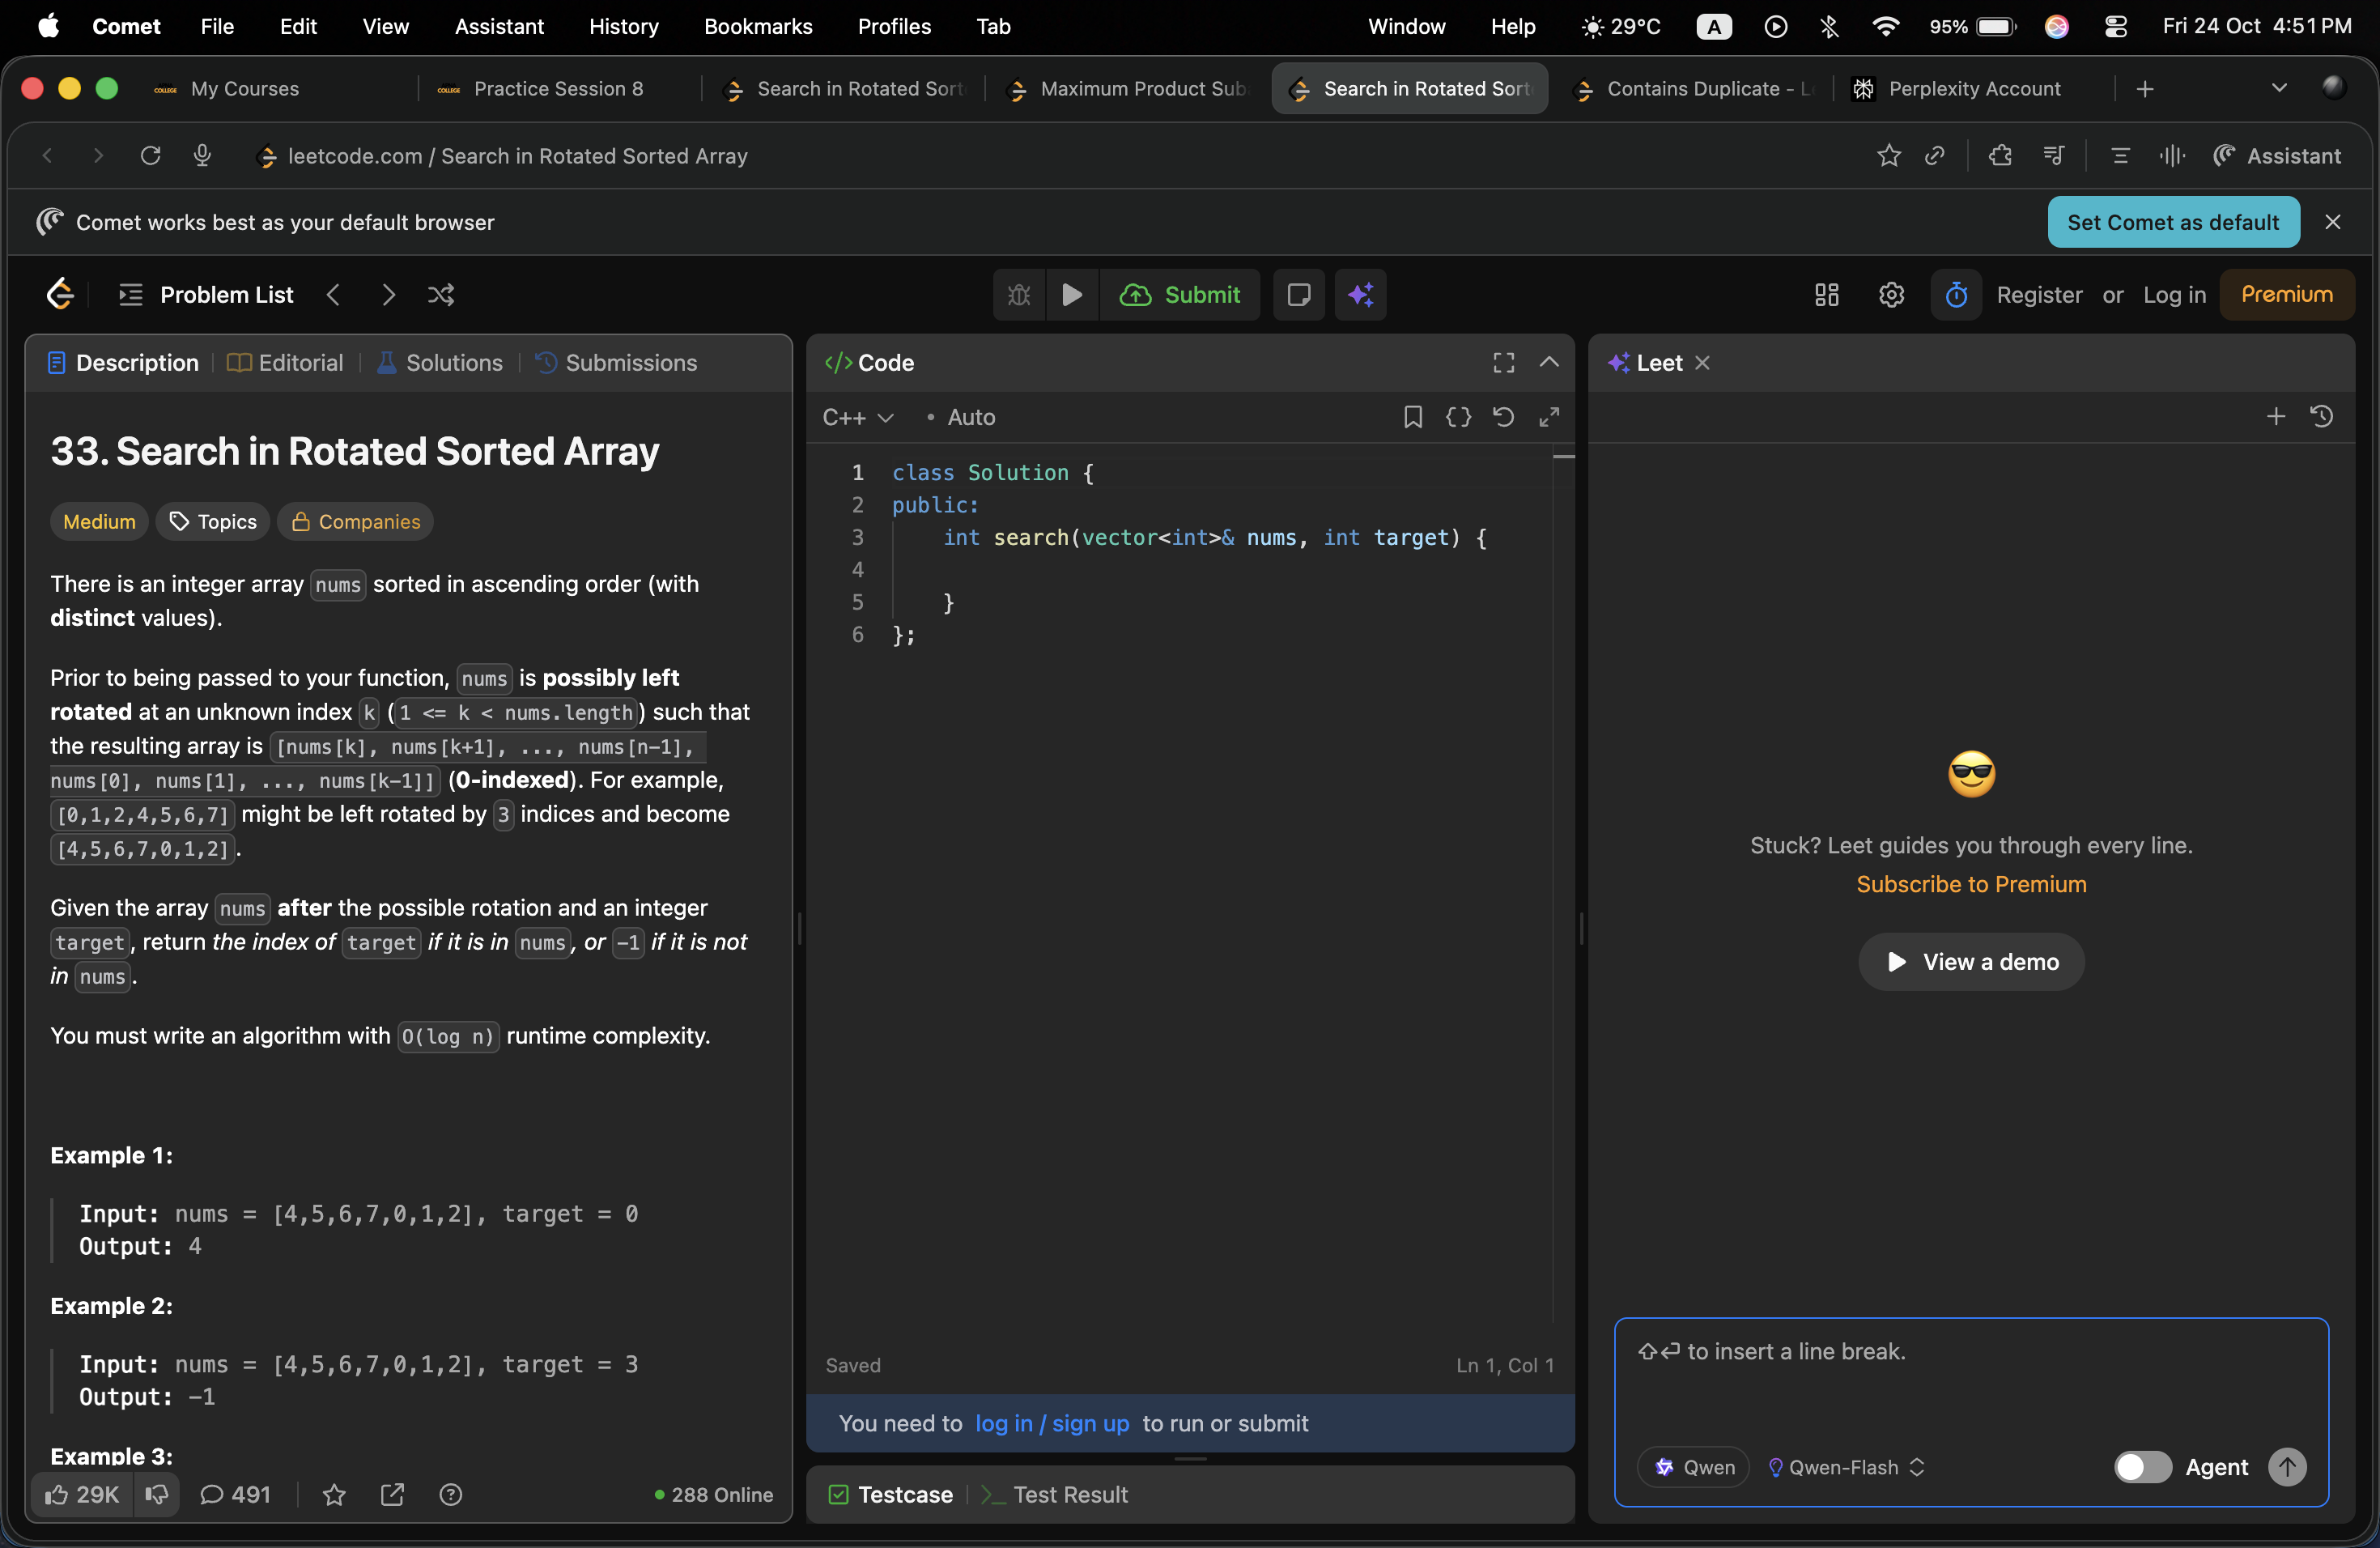 Comet File Edit View Assistant History Bookmarks Profiles Tab Window Help 29°C A 95% Fri 24 Oct 4:51 PM
COLLEGE My Courses COLLEGE Practice Session 8 Search in Rotated Sort Maximum Product Sub Search in Rotated Sort Contains Duplicate - L Perplexity Account
leetcode.com / Search in Rotated Sorted Array Assistant
Comet works best as your default browser Set Comet as default
Problem List Submit Register or Log in Premium
Description Editorial Solutions Submissions
33. Search in Rotated Sorted Array
Medium Topics Companies
There is an integer array nums sorted in ascending order (with
distinct values).
Prior to being passed to your function, nums is possibly left
rotated at an unknown index k (1 <= k < nums.length) such that
the resulting array is [nums[k], nums[k+1], ..., nums[n-1],
nums[0], nums[1], ..., nums[k-1]] (0-indexed). For example,
[0,1,2,4,5,6,7] might be left rotated by 3 indices and become
[4,5,6,7,0,1,2].
Given the array nums after the possible rotation and an integer
target, return the index of target if it is in nums, or -1 if it is not
in nums.
You must write an algorithm with O(log n) runtime complexity.
Example 1:
Input: nums = [4,5,6,7,0,1,2], target = 0
Output: 4
Example 2:
Input: nums = [4,5,6,7,0,1,2], target = 3
Output: -1
Example 3:
29K 491 288 Online
</> Code
C++ • Auto
1 class Solution {
2 public:
3 int search(vector<int>& nums, int target) {
4
5 }
6 };
Saved Ln 1, Col 1
You need to log in / sign up to run or submit
Testcase Test Result
Leet
Stuck? Leet guides you through every line.
Subscribe to Premium
View a demo
⇧⏎ to insert a line break.
Qwen Qwen-Flash Agent